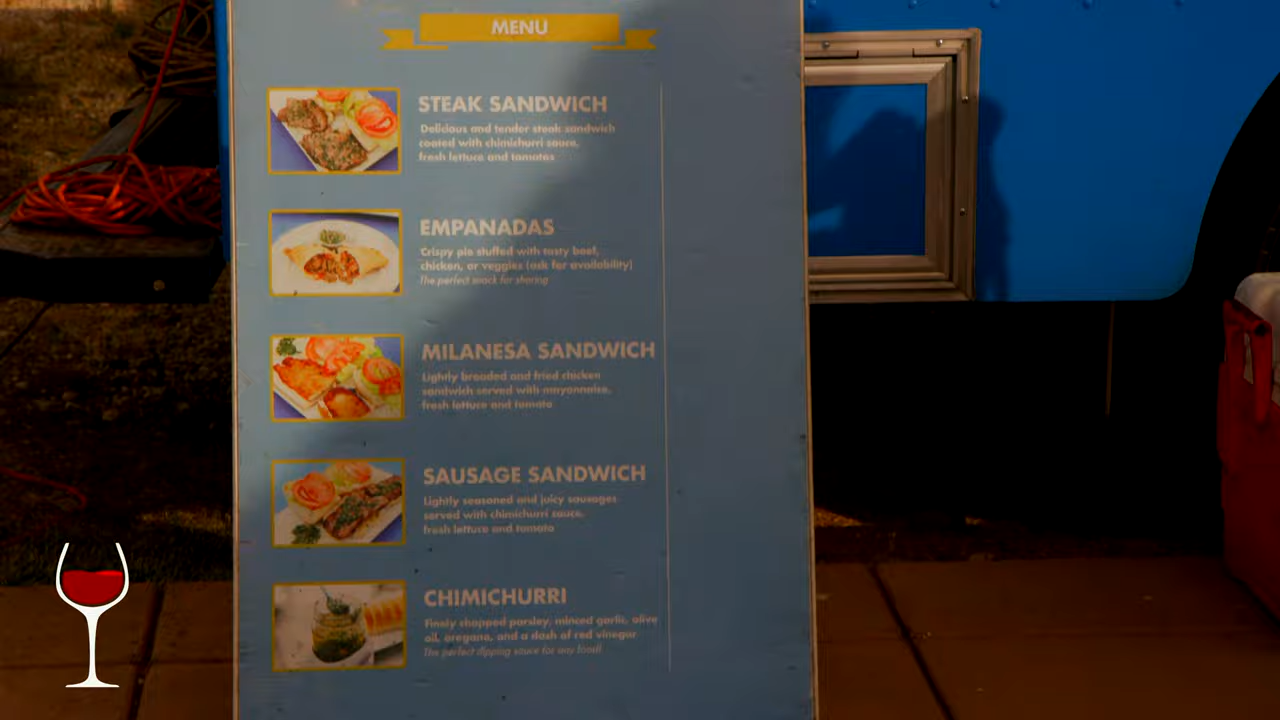 MENU
STEAK SANDWICH
Delicious and tender steak sandwich
coated with chimichurri sauce,
fresh lettuce and tomatos
EMPANADAS
Crispy pie stuffed with tasty beef,
chicken, or veggies (ask for availability)
The perfect snack for sharing
MILANESA SANDWICH
Lightly breaded and fried chicken
sandwich served with mayonnaise,
fresh lettuce and tomato
SAUSAGE SANDWICH
Lightly seasoned and juicy sausages
served with chimichurri sauce,
fresh lettuce and tomato
CHIMICHURRI
Finely chopped parsley, minced garlic, olive
oil, oregano, and a dash of red vinegar
The perfect dipping sauce for any food!